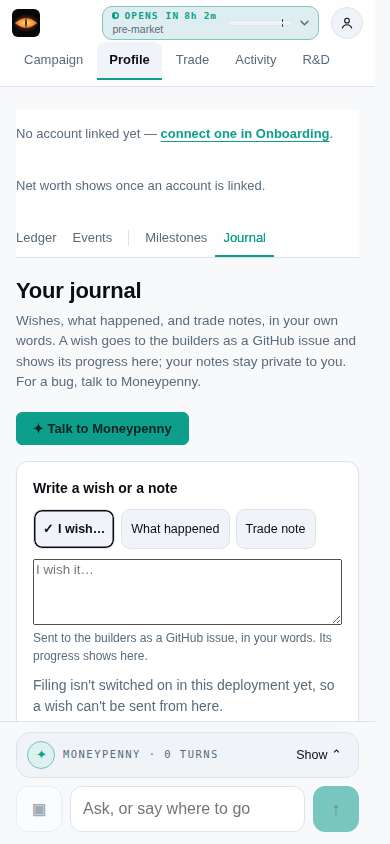 OPENS IN 8h 2m
pre-market
Campaign Profile Trade Activity R&D
No account linked yet — connect one in Onboarding.
Net worth shows once an account is linked.
Ledger Events Milestones Journal
Your journal
Wishes, what happened, and trade notes, in your own
words. A wish goes to the builders as a GitHub issue and
shows its progress here; your notes stay private to you.
For a bug, talk to Moneypenny.
✦ Talk to Moneypenny
Write a wish or a note
✓ I wish… What happened Trade note
I wish it…
Sent to the builders as a GitHub issue, in your words. Its
progress shows here.
Filing isn't switched on in this deployment yet, so
a wish can't be sent from here.
✦ MONEYPENNY · 0 TURNS Show ⌃
▣ Ask, or say where to go ↑